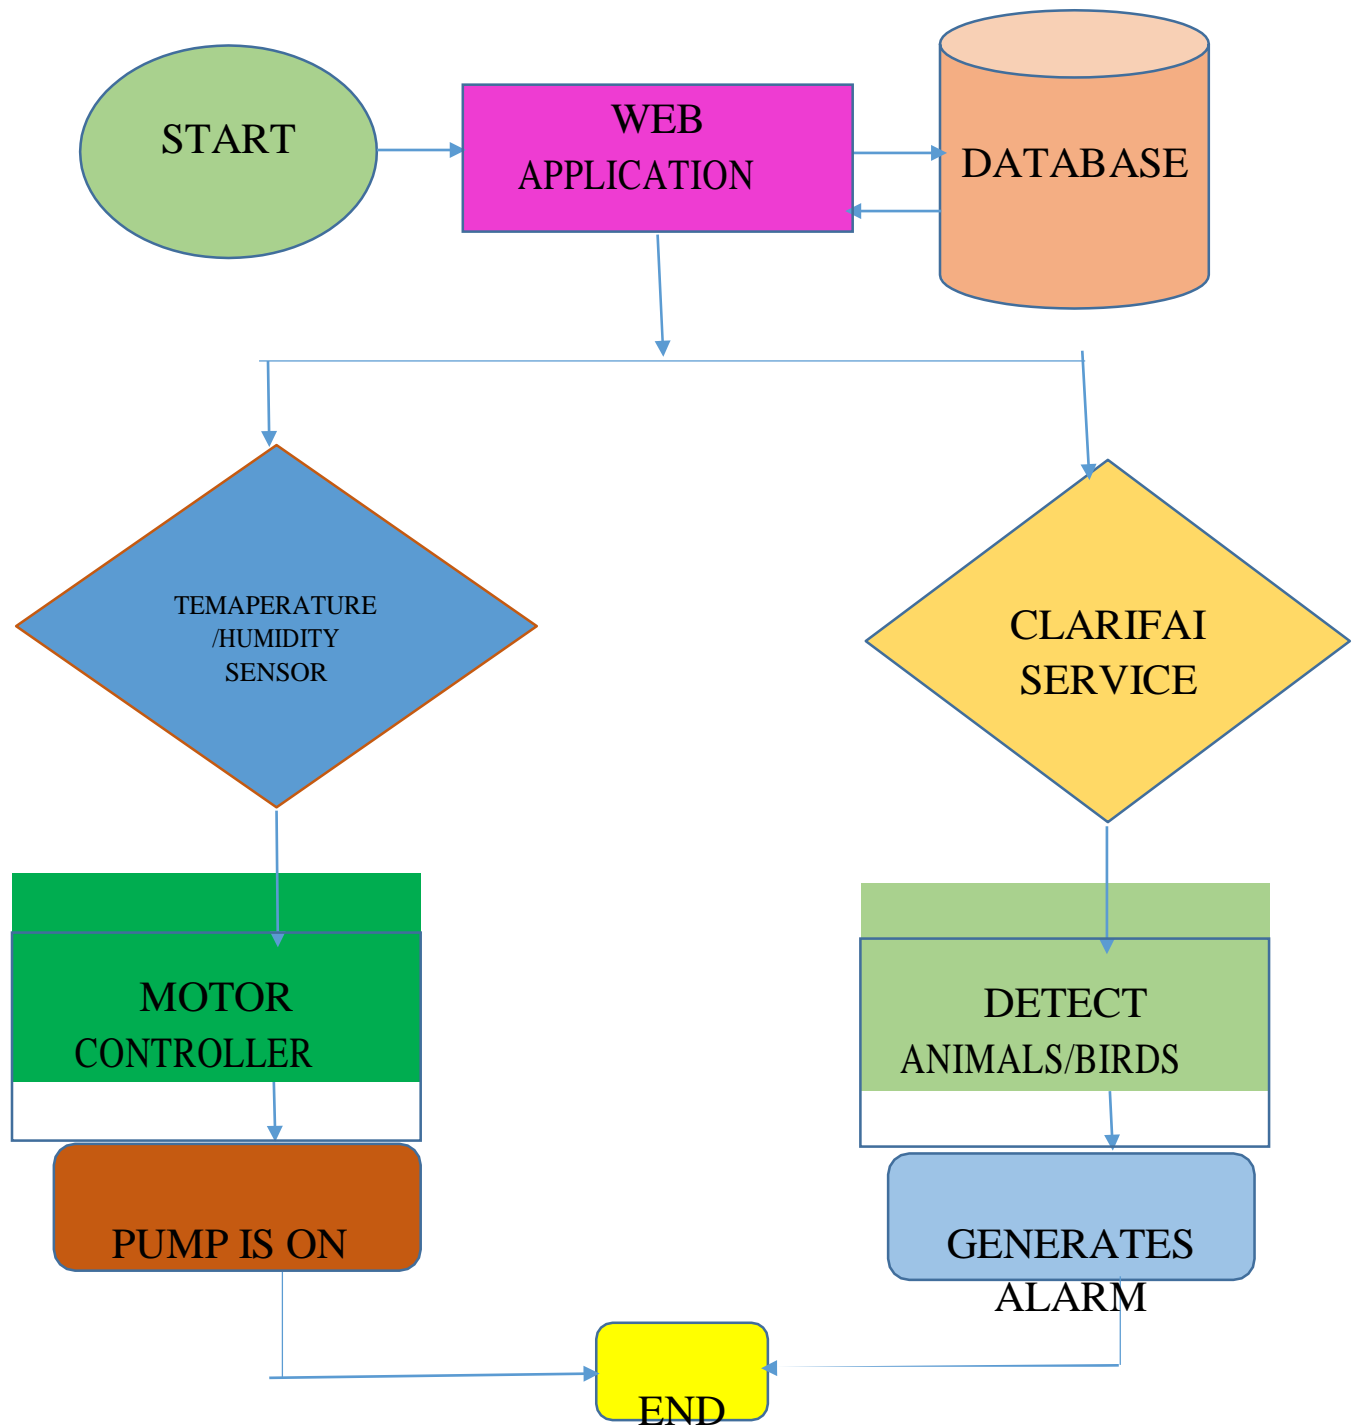 START
WEB
APPLICATION
DATABASE
TEMAPERATURE
/HUMIDITY
SENSOR
CLARIFAI
SERVICE
MOTOR
CONTROLLER
DETECT
ANIMALS/BIRDS
PUMP IS ON
GENERATES
ALARM
END